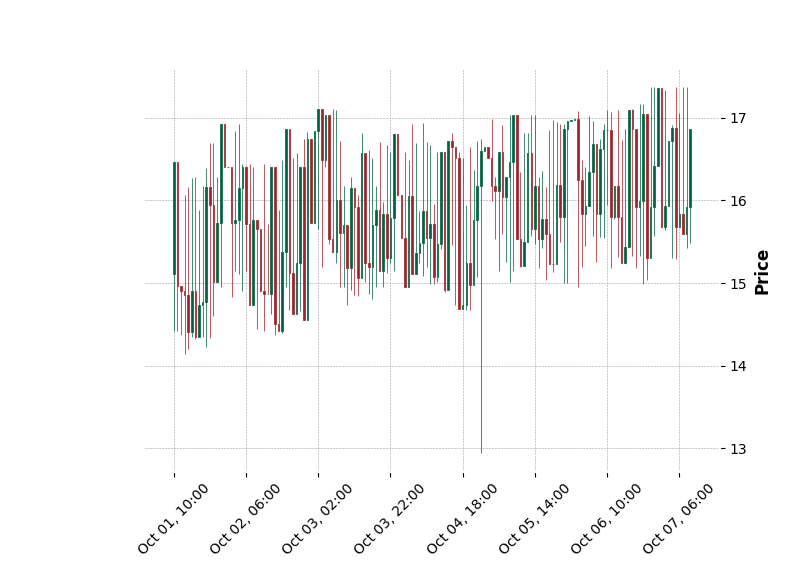 17
16
15
14
13
Price
Oct 01, 10:00
Oct 02, 06:00
Oct 03, 02:00
Oct 03, 22:00
Oct 04, 18:00
Oct 05, 14:00
Oct 06, 10:00
Oct 07, 06:00